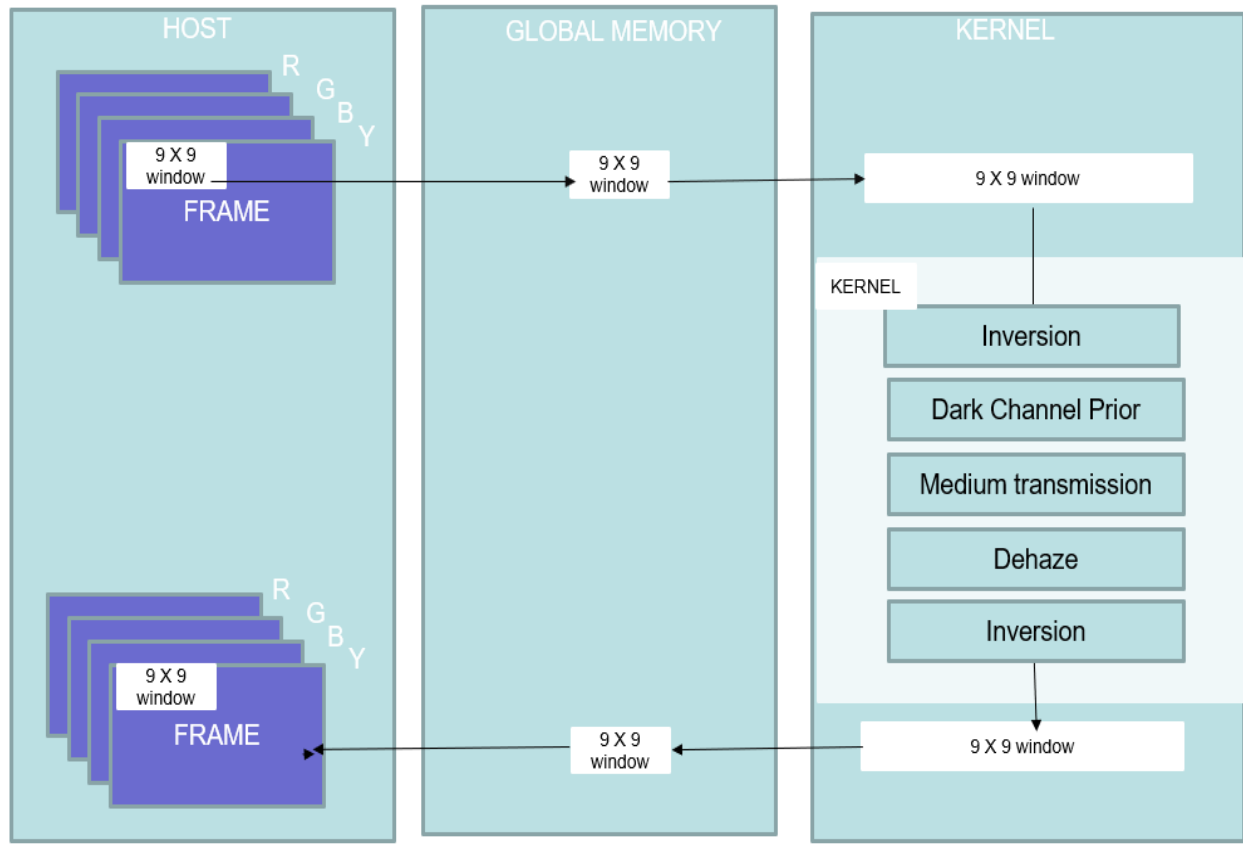 HOST
R
G
B
Y
9 X 9
window
FRAME
GLOBAL MEMORY
9 X 9
window
KERNEL
9 X 9 window
KERNEL
Inversion
Dark Channel Prior
Medium transmission
Dehaze
Inversion
R
G
B
Y
9 X 9
window
FRAME
9 X 9
window
9 X 9 window